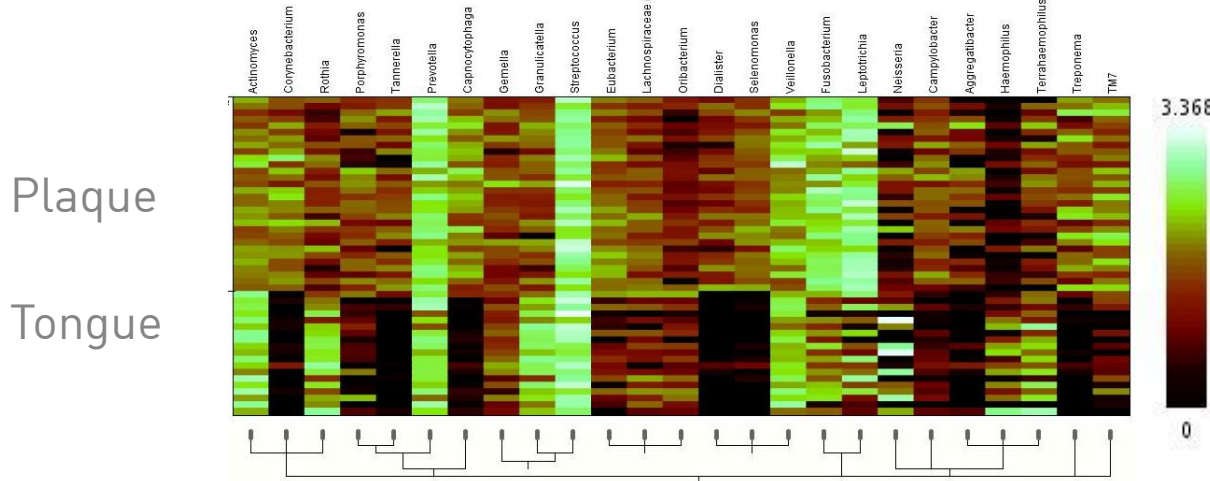 Actinomyces
Corynebacterium
Rothia
Porphyromonas
Tannerella
Prevotella
Capnocytophaga
Gemella
Granulicatella
Streptococcus
Eubacterium
Lachnospiraceae
Oribacterium
Dialister
Selenomonas
Veillonella
Fusobacterium
Leptotrichia
Neisseria
Campylobacter
Aggregatibacter
Haemophilus
Terrahaemophilus
Treponema
TM7
3.368
Plaque
Tongue
0